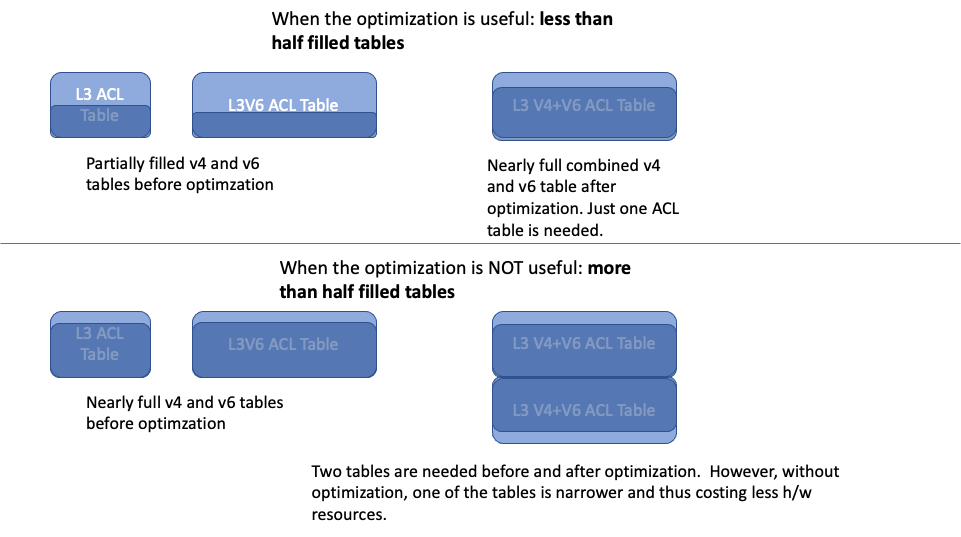 When the optimization is useful: less than
half filled tables
L3 ACL
Table
L3V6 ACL Table
L3 V4+V6 ACL Table
Partially filled v4 and v6
tables before optimzation
Nearly full combined v4
and v6 table after
optimization. Just one ACL
table is needed.
When the optimization is NOT useful: more
than half filled tables
L3 ACL
Table
L3V6 ACL Table
L3 V4+V6 ACL Table
L3 V4+V6 ACL Table
Nearly full v4 and v6 tables
before optimzation
Two tables are needed before and after optimization.  However, without
optimization, one of the tables is narrower and thus costing less h/w
resources.